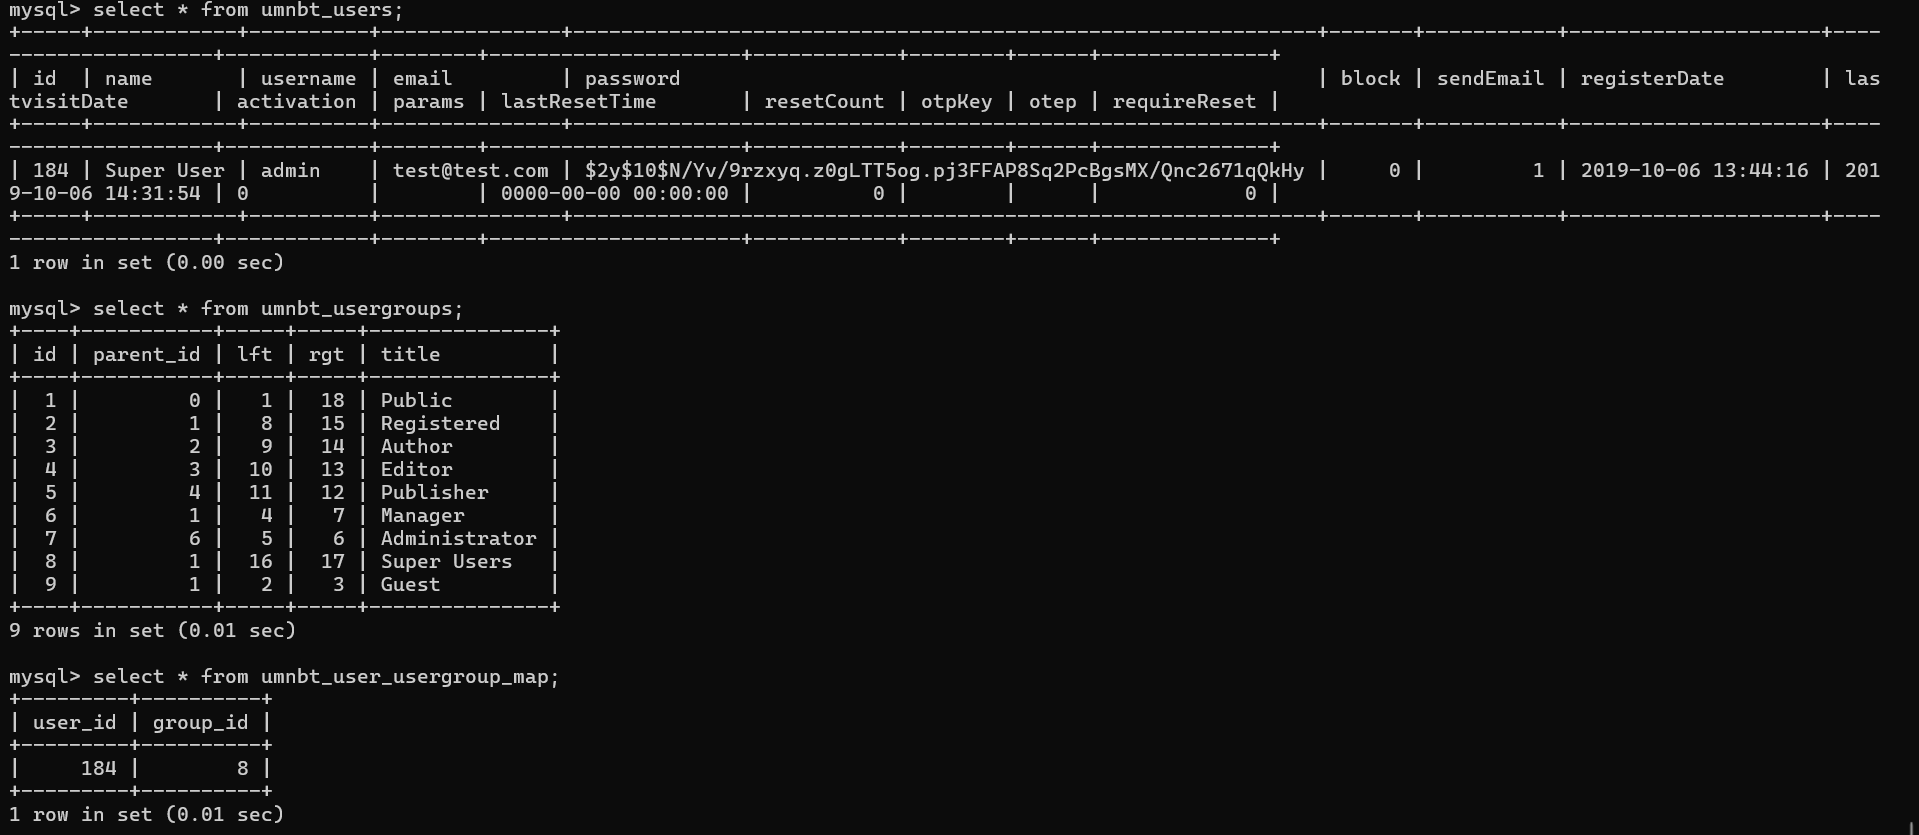 mysql> select * from umnbt_users;
+-----+------------+----------+---------------+--------------------------------------------------------------+-------+-----------+---------------------+----
-----------------+------------+--------+---------------------+------------+--------+------+--------------+
| id  | name       | username | email         | password                                                     | block | sendEmail | registerDate        | las
tvisitDate       | activation | params | lastResetTime       | resetCount | otpKey | otep | requireReset |
+-----+------------+----------+---------------+--------------------------------------------------------------+-------+-----------+---------------------+----
-----------------+------------+--------+---------------------+------------+--------+------+--------------+
| 184 | Super User | admin    | test@test.com | $2y$10$N/Yv/9rzxyq.z0gLTT5og.pj3FFAP8Sq2PcBgsMX/Qnc2671qQkHy |     0 |         1 | 2019-10-06 13:44:16 | 201
9-10-06 14:31:54 | 0          |        | 0000-00-00 00:00:00 |          0 |        |      |            0 |
+-----+------------+----------+---------------+--------------------------------------------------------------+-------+-----------+---------------------+----
-----------------+------------+--------+---------------------+------------+--------+------+--------------+
1 row in set (0.00 sec)

mysql> select * from umnbt_usergroups;
+----+-----------+-----+-----+---------------+
| id | parent_id | lft | rgt | title         |
+----+-----------+-----+-----+---------------+
|  1 |         0 |   1 |  18 | Public        |
|  2 |         1 |   8 |  15 | Registered    |
|  3 |         2 |   9 |  14 | Author        |
|  4 |         3 |  10 |  13 | Editor        |
|  5 |         4 |  11 |  12 | Publisher     |
|  6 |         1 |   4 |   7 | Manager       |
|  7 |         6 |   5 |   6 | Administrator |
|  8 |         1 |  16 |  17 | Super Users   |
|  9 |         1 |   2 |   3 | Guest         |
+----+-----------+-----+-----+---------------+
9 rows in set (0.01 sec)

mysql> select * from umnbt_user_usergroup_map;
+---------+----------+
| user_id | group_id |
+---------+----------+
|     184 |        8 |
+---------+----------+
1 row in set (0.01 sec)